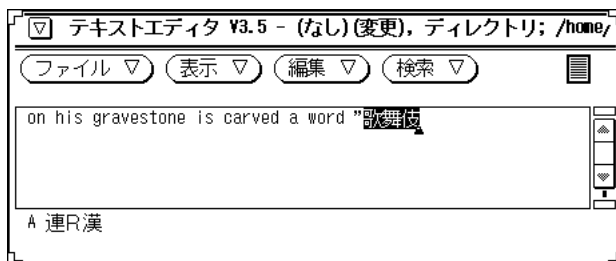 テキストエディタ V3.5 - (なし)(変更), ディレクトリ; /home/
ファイル ▽ 表示 ▽ 編集 ▽ 検索 ▽
on his gravestone is carved a word "歌舞伎
A 連R漢